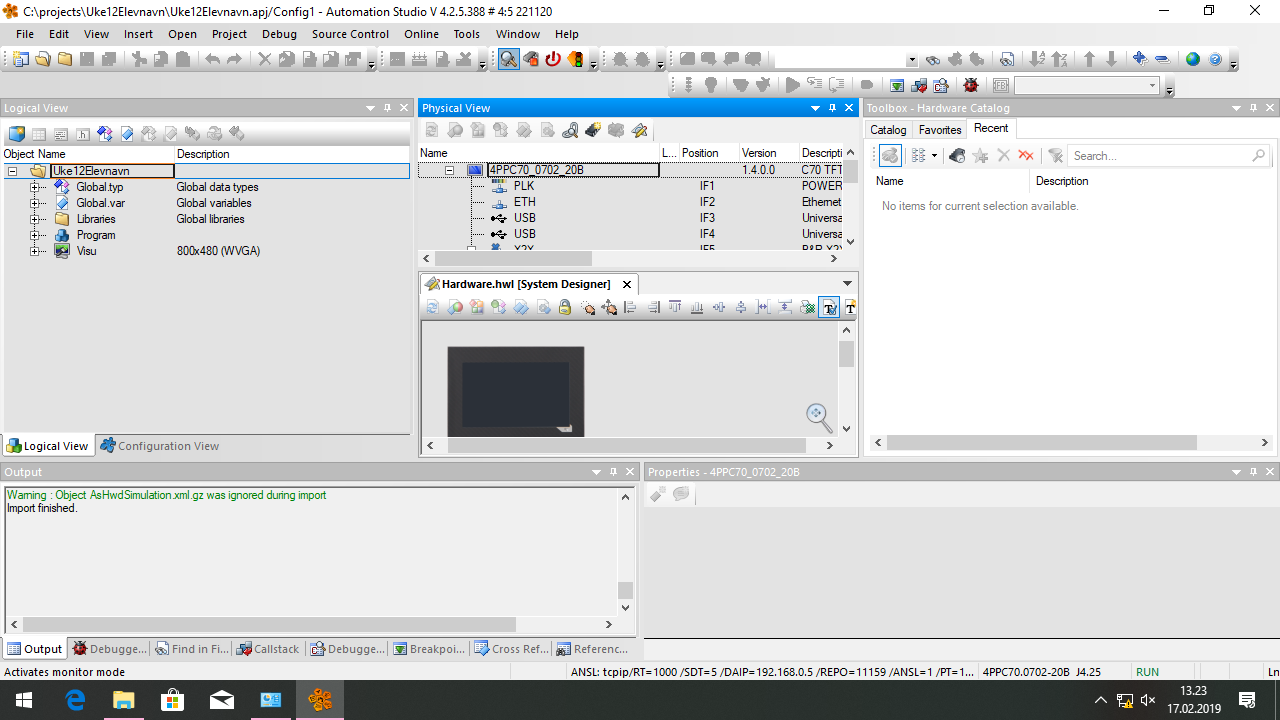 C:\projects\Uke12Elevnavn\Uke12Elevnavn.apj/Config1 - Automation Studio V 4.2.5.388 # 4:5 221120
File Edit View Insert Open Project Debug Source Control Online Tools Window Help
Logical View
Object Name Description
Uke12Elevnavn
Global.typ Global data types
Global.var Global variables
Libraries Global libraries
Program
Visu 800x480 (WVGA)
Logical View Configuration View
Physical View
Name L... Position Version Descripti
4PPC70_0702_20B 1.4.0.0 C70 TFT
PLK IF1 POWER
ETH IF2 Ethernet
USB IF3 Universa
USB IF4 Universa
X2X IF5 B&R X2X
Hardware.hwl [System Designer]
Toolbox - Hardware Catalog
Catalog Favorites Recent
Search...
Name Description
No items for current selection available.
Output
Warning : Object AsHwdSimulation.xml.gz was ignored during import
Import finished.
Properties - 4PPC70_0702_20B
Output Debugge... Find in Fi... Callstack Debugge... Breakpoi... Cross Ref... Referenc...
Activates monitor mode ANSL: tcpip/RT=1000 /SDT=5 /DAIP=192.168.0.5 /REPO=11159 /ANSL=1 /PT=1... 4PPC70.0702-20B J4.25 RUN Ln
13.23
17.02.2019